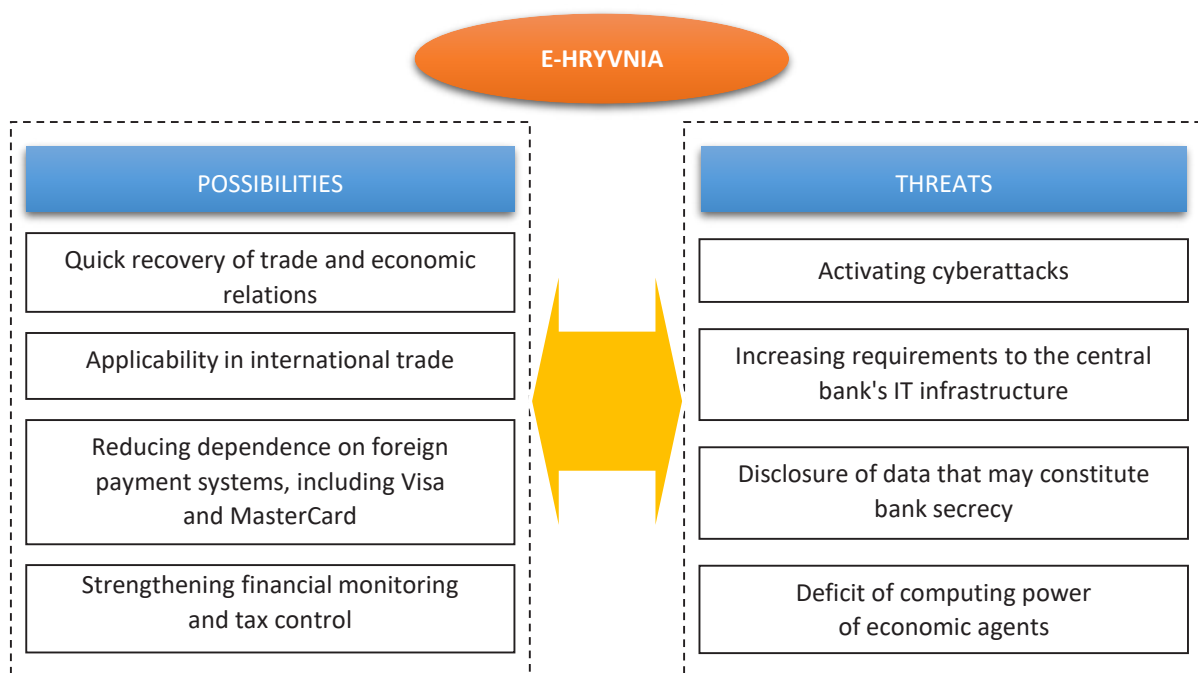 E-HRYVNIA
POSSIBILITIES
Quick recovery of trade and economic
relations
Applicability in international trade
Reducing dependence on foreign
payment systems, including Visa
and MasterCard
Strengthening financial monitoring
and tax control
THREATS
Activating cyberattacks
Increasing requirements to the central
bank's IT infrastructure
Disclosure of data that may constitute
bank secrecy
Deficit of computing power
of economic agents